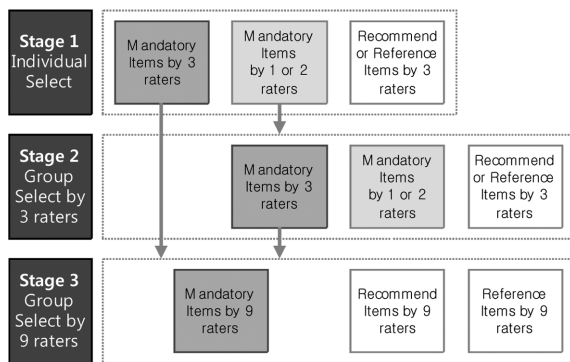 Stage 1
Individual
Select
Mandatory
Items by 3
raters
Mandatory
Items
by 1 or 2
raters
Recommend
or Reference
Items by 3
raters
Stage 2
Group
Select by
3 raters
Mandatory
Items by 3
raters
Mandatory
Items
by 1 or 2
raters
Recommend
or Reference
Items by 3
raters
Stage 3
Group
Select by
9 raters
Mandatory
Items by 9
raters
Recommend
Items by 9
raters
Reference
Items by 9
raters